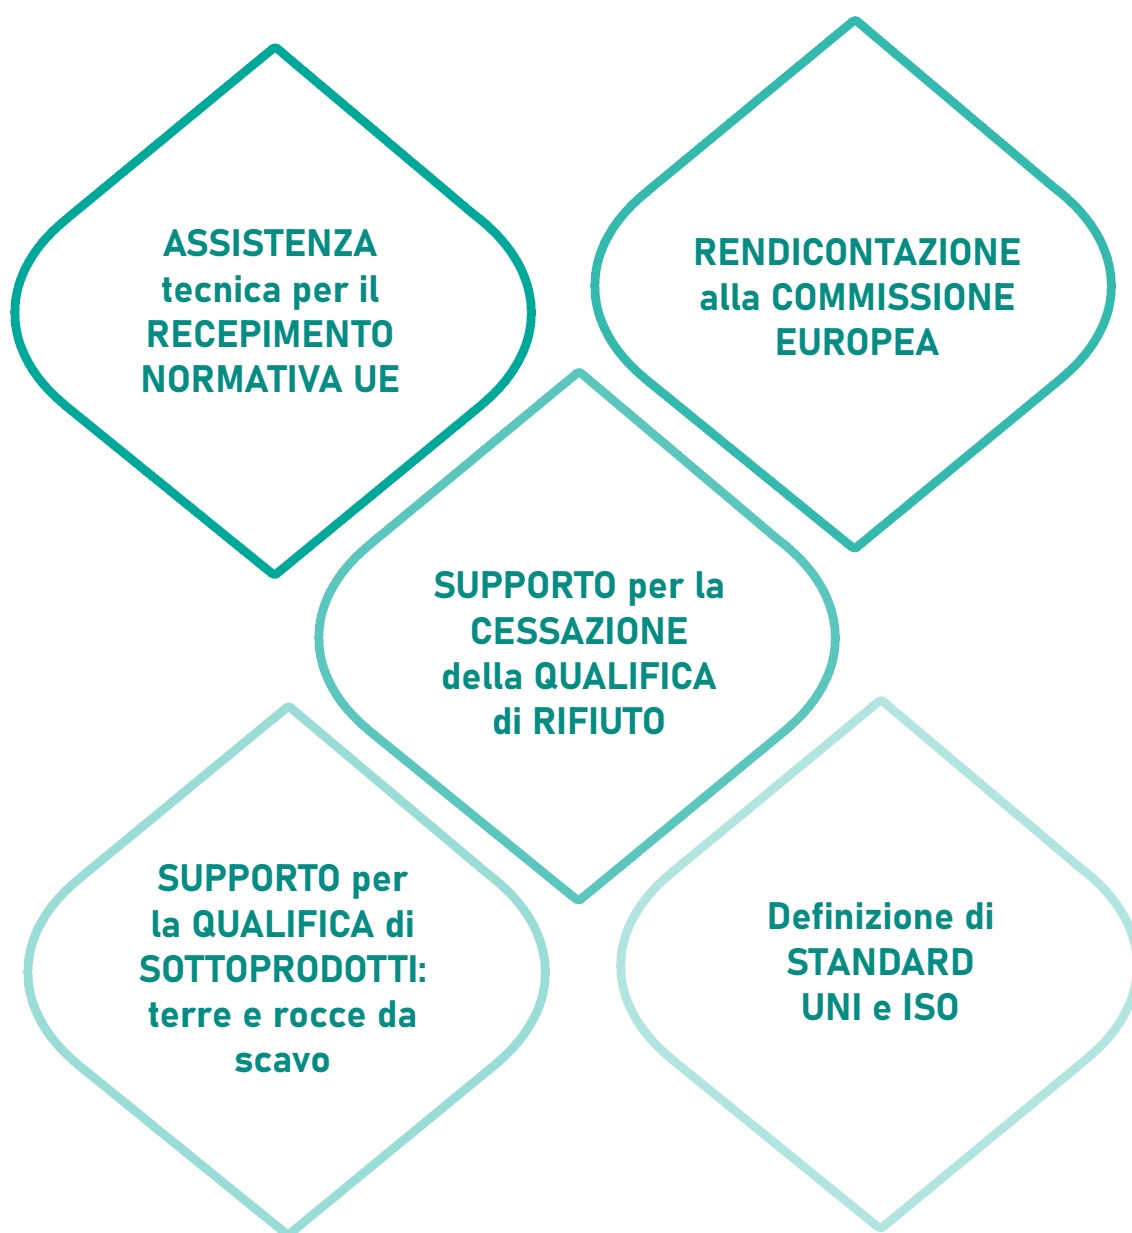 ASSISTENZA
tecnica per il
RECEPIMENTO
NORMATIVA UE
RENDICONTAZIONE
alla COMMISSIONE
EUROPEA
SUPPORTO per la
CESSAZIONE
della QUALIFICA
di RIFIUTO
SUPPORTO per
la QUALIFICA di
SOTTOPRODOTTI:
terre e rocce da
scavo
Definizione di
STANDARD
UNI e ISO